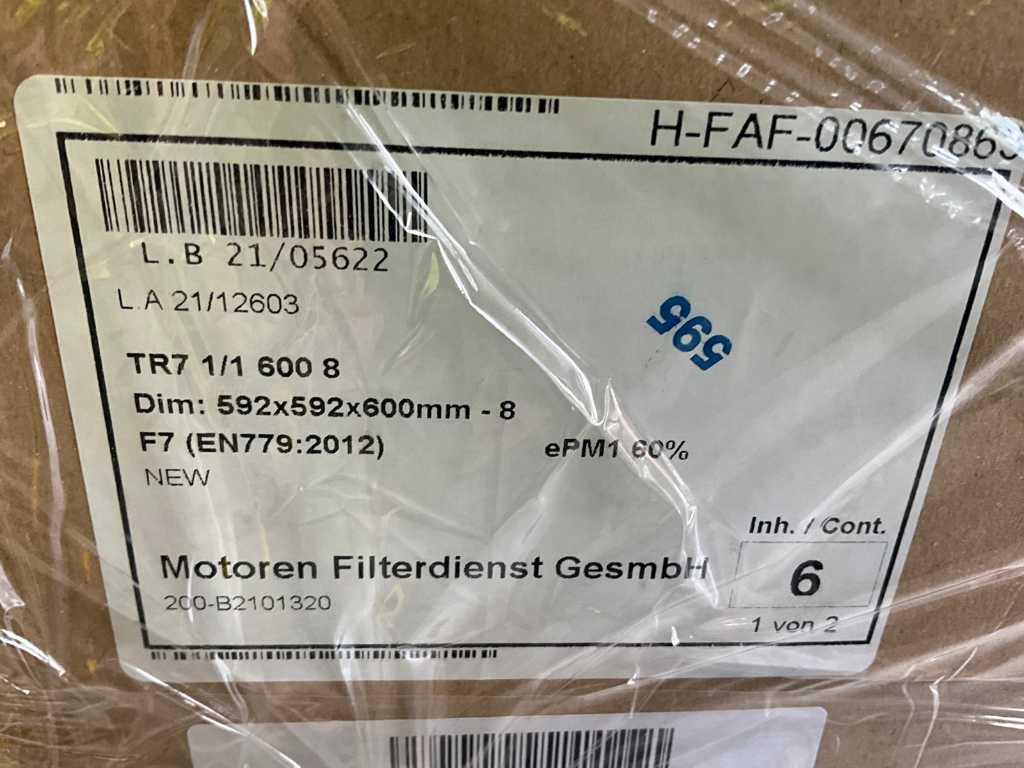 H-FAF-0067086
L.B 21/05622
L.A 21/12603
595
TR7 1/1 600 8
Dim: 592x592x600mm - 8
F7 (EN779:2012) ePM1 60%
NEW
Inh. / Cont.
Motoren Filterdienst GesmbH
6
200-B2101320
1 von 2